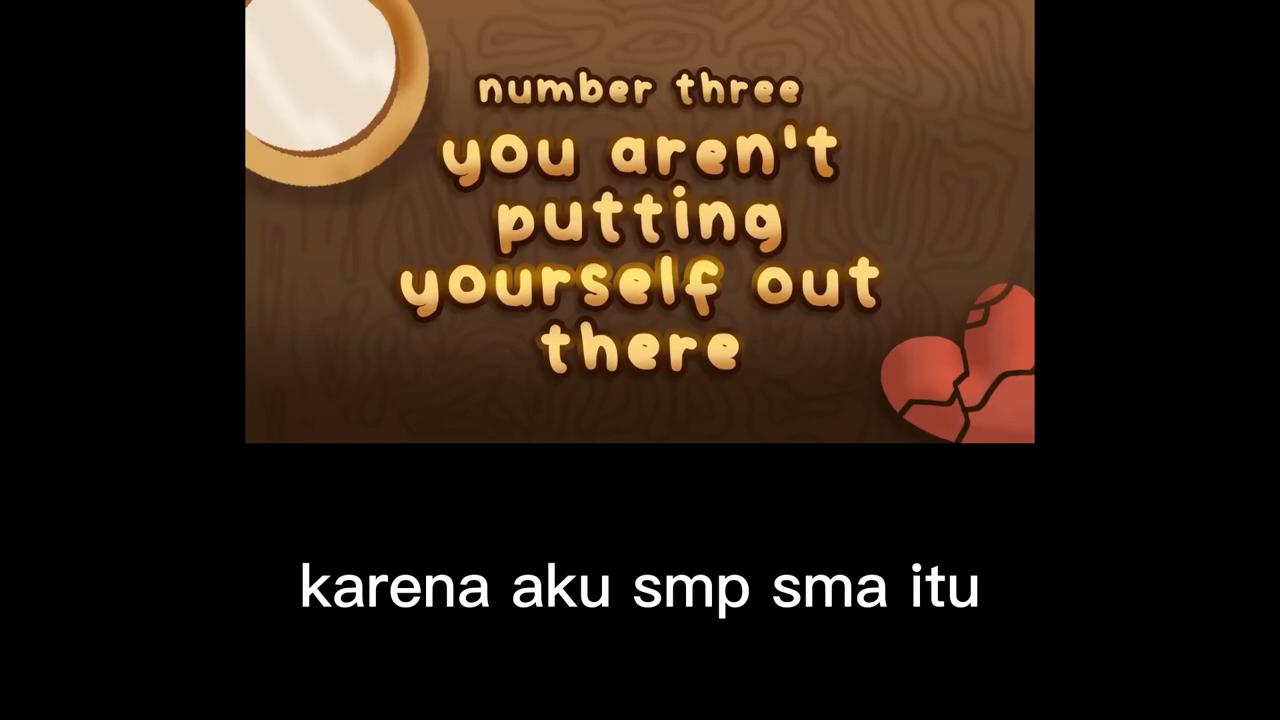 number three
you aren't
putting
yourself out
there
karena aku smp sma itu